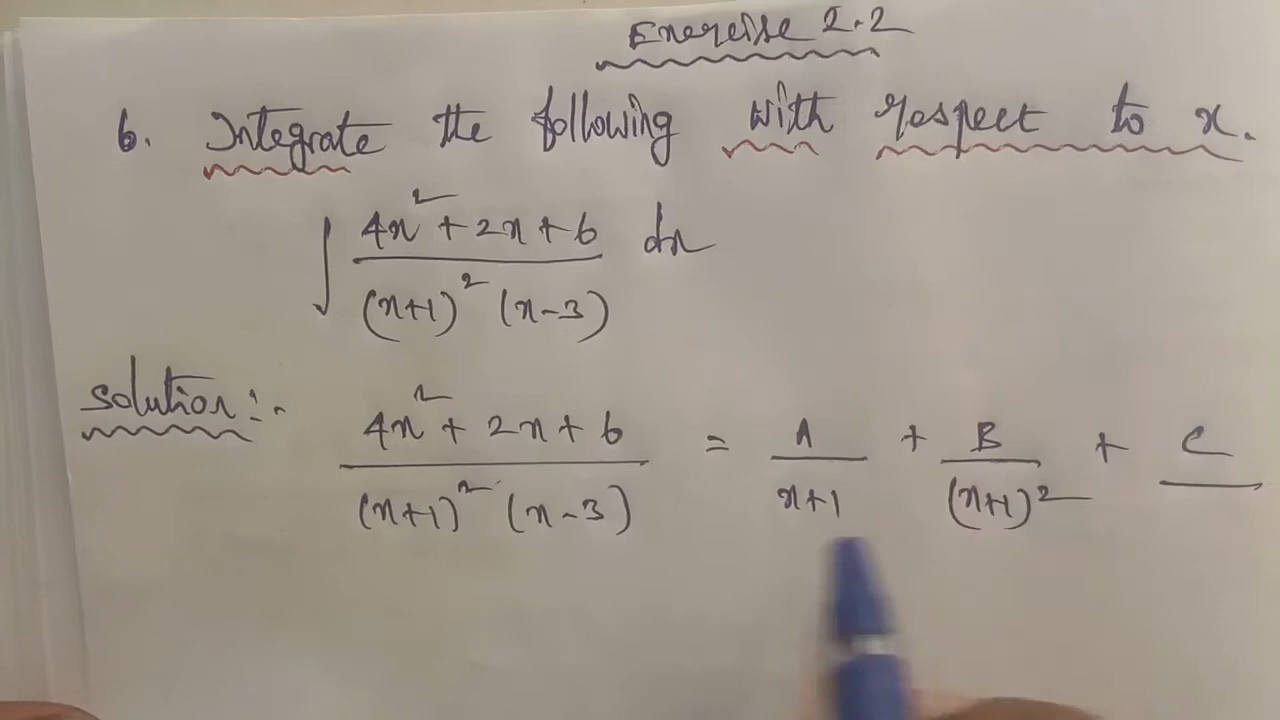 Exercise 2.2
6. Integrate the following with respect to x.
∫ (4x² + 2x + 6) / ((x+1)² (x-3)) dx
Solution:- (4x² + 2x + 6) / ((x+1)² (x-3)) = A/(x+1) + B/(x+1)² + C/